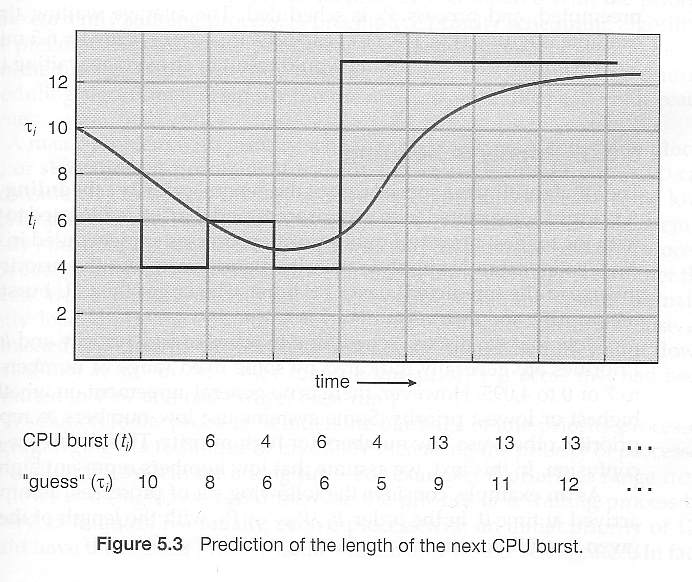 12
τi 10
8
ti 6
4
2
time
CPU burst (ti) 6 4 6 4 13 13 13 ...
"guess" (τi) 10 8 6 6 5 9 11 12 ...
Figure 5.3 Prediction of the length of the next CPU burst.